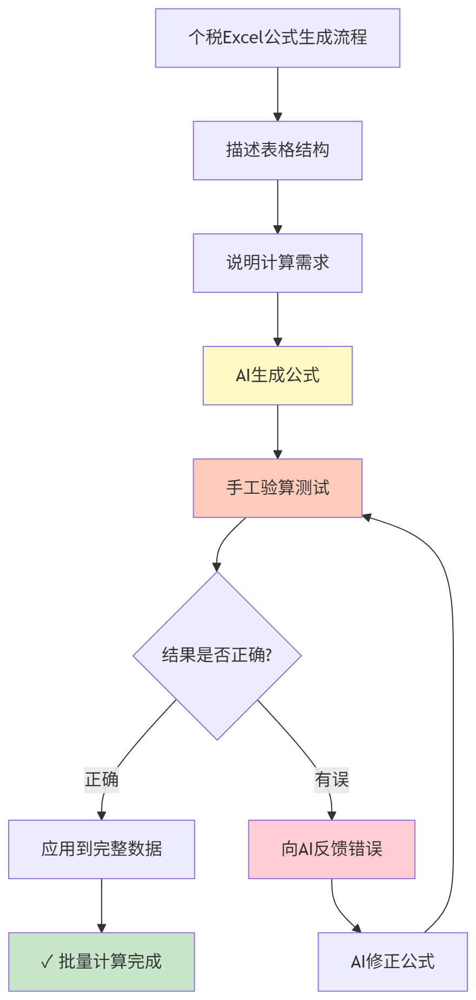 个税Excel公式生成流程
描述表格结构
说明计算需求
AI生成公式
手工验算测试
结果是否正确?
正确
有误
应用到完整数据
向AI反馈错误
✓ 批量计算完成
AI修正公式